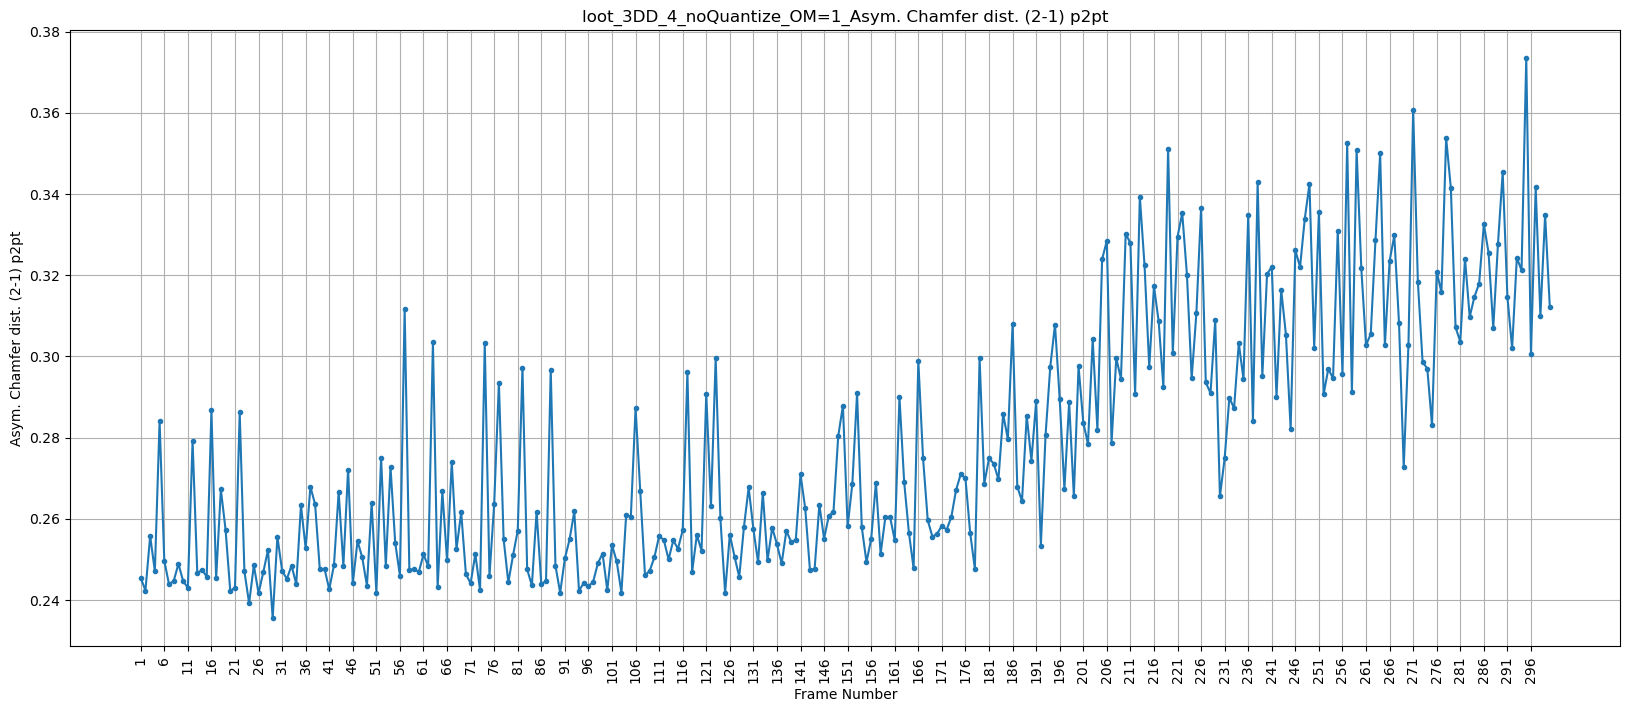 loot_3DD_4_noQuantize_OM=1_Asym. Chamfer dist. (2-1) p2pt
Asym. Chamfer dist. (2-1) p2pt
0.38
0.36
0.34
0.32
0.30
0.28
0.26
0.24
1 6 11 16 21 26 31 36 41 46 51 56 61 66 71 76 81 86 91 96 101 106 111 116 121 126 131 136 141 146 151 156 161 166 171 176 181 186 191 196 201 206 211 216 221 226 231 236 241 246 251 256 261 266 271 276 281 286 291 296
Frame Number